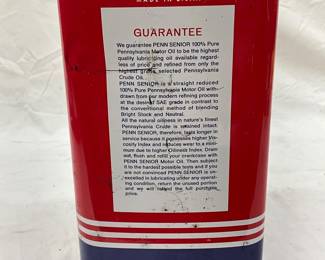 MADE IN
GUARANTEE
We guarantee PENN SENIOR 100% Pure
Pennsylvania Motor Oil to be the highest
quality lubricating oil available regard-
less of price and refined from only the
highest grade selected Pennsylvania
Crude Oil.
PENN SENIOR is a straight reduced
100% Pure Pennsylvania Motor Oil with-
drawn from our modern refining process
at the desired SAE grade in contrast to
the conventional method of blending
Bright Stock and Neutral.
All the natural oiliness in nature's finest
Pennsylvania Crude is retained intact
PENN SENIOR, therefore, lasts longer in
service because it possesses higher Vis-
cosity Index and reduces wear to a mini-
mum due to higher Oiliness Index. Drain
out, flush and refill your crankcase with
PENN SENIOR Motor Oil. Then subject
it to the hardest possible tests and if you
are not convinced PENN SENIOR is un-
excelled in lubrication under any operat-
ing condition, return the unused portion
and we will refund the full purchase
price.